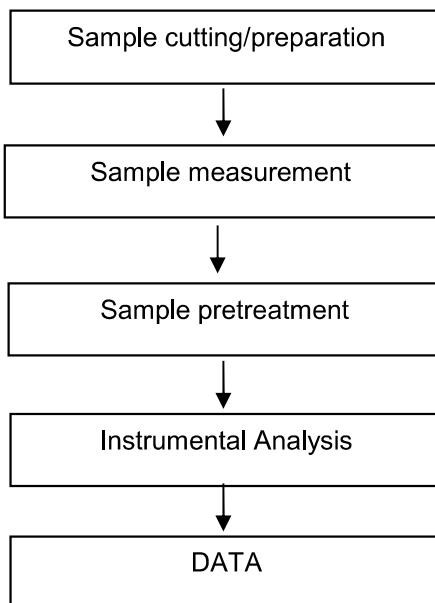 Sample cutting/preparation
Sample measurement
Sample pretreatment
Instrumental Analysis
DATA